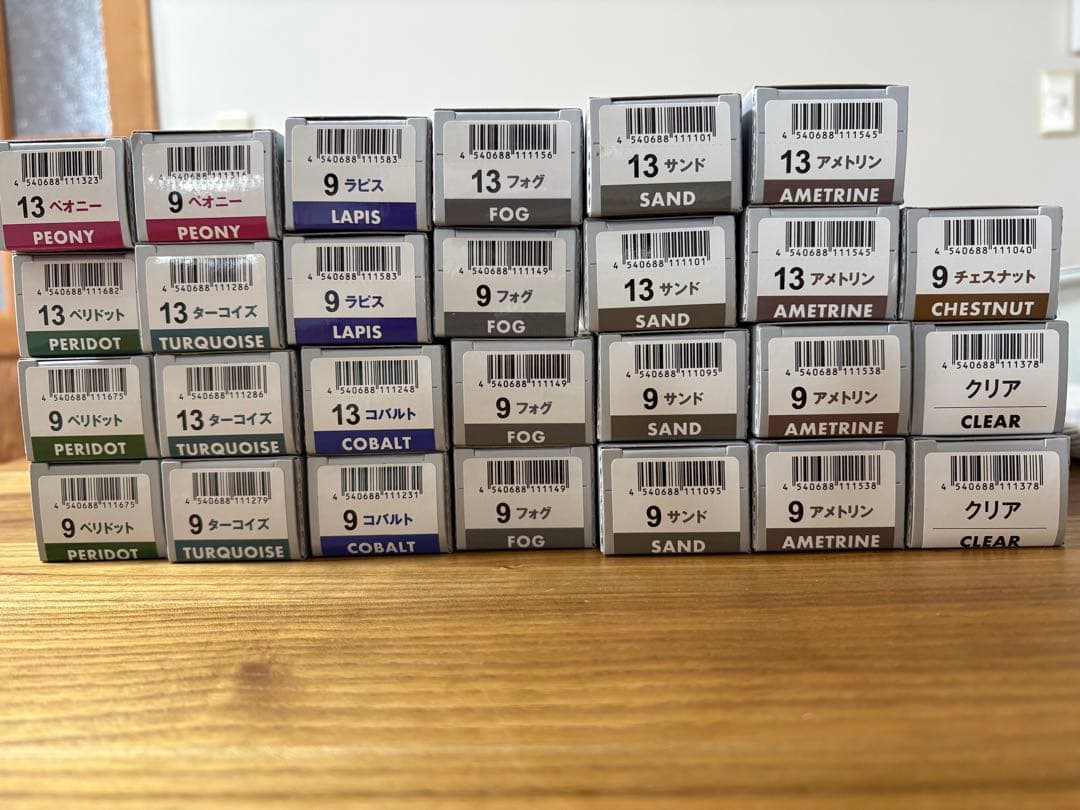 4 540688 111323
13 ペオニー
PEONY
4 540688 111316
9 ペオニー
PEONY
4 540688 111583
9 ラピス
LAPIS
4 540688 111156
13 フォグ
FOG
4 540688 111101
13 サンド
SAND
4 540688 111545
13 アメトリン
AMETRINE
4 540688 111682
13 ペリドット
PERIDOT
4 540688 111286
13 ターコイズ
TURQUOISE
4 540688 111583
9 ラピス
LAPIS
4 540688 111149
9 フォグ
FOG
4 540688 111101
13 サンド
SAND
4 540688 111545
13 アメトリン
AMETRINE
4 540688 111040
9 チェスナット
CHESTNUT
4 540688 111675
9 ペリドット
PERIDOT
4 540688 111286
13 ターコイズ
TURQUOISE
4 540688 111248
13 コバルト
COBALT
4 540688 111149
9 フォグ
FOG
4 540688 111095
9 サンド
SAND
4 540688 111538
9 アメトリン
AMETRINE
4 540688 111378
クリア
CLEAR
4 540688 111675
9 ペリドット
PERIDOT
4 540688 111279
9 ターコイズ
TURQUOISE
4 540688 111231
9 コバルト
COBALT
4 540688 111149
9 フォグ
FOG
4 540688 111095
9 サンド
SAND
4 540688 111538
9 アメトリン
AMETRINE
4 540688 111378
クリア
CLEAR